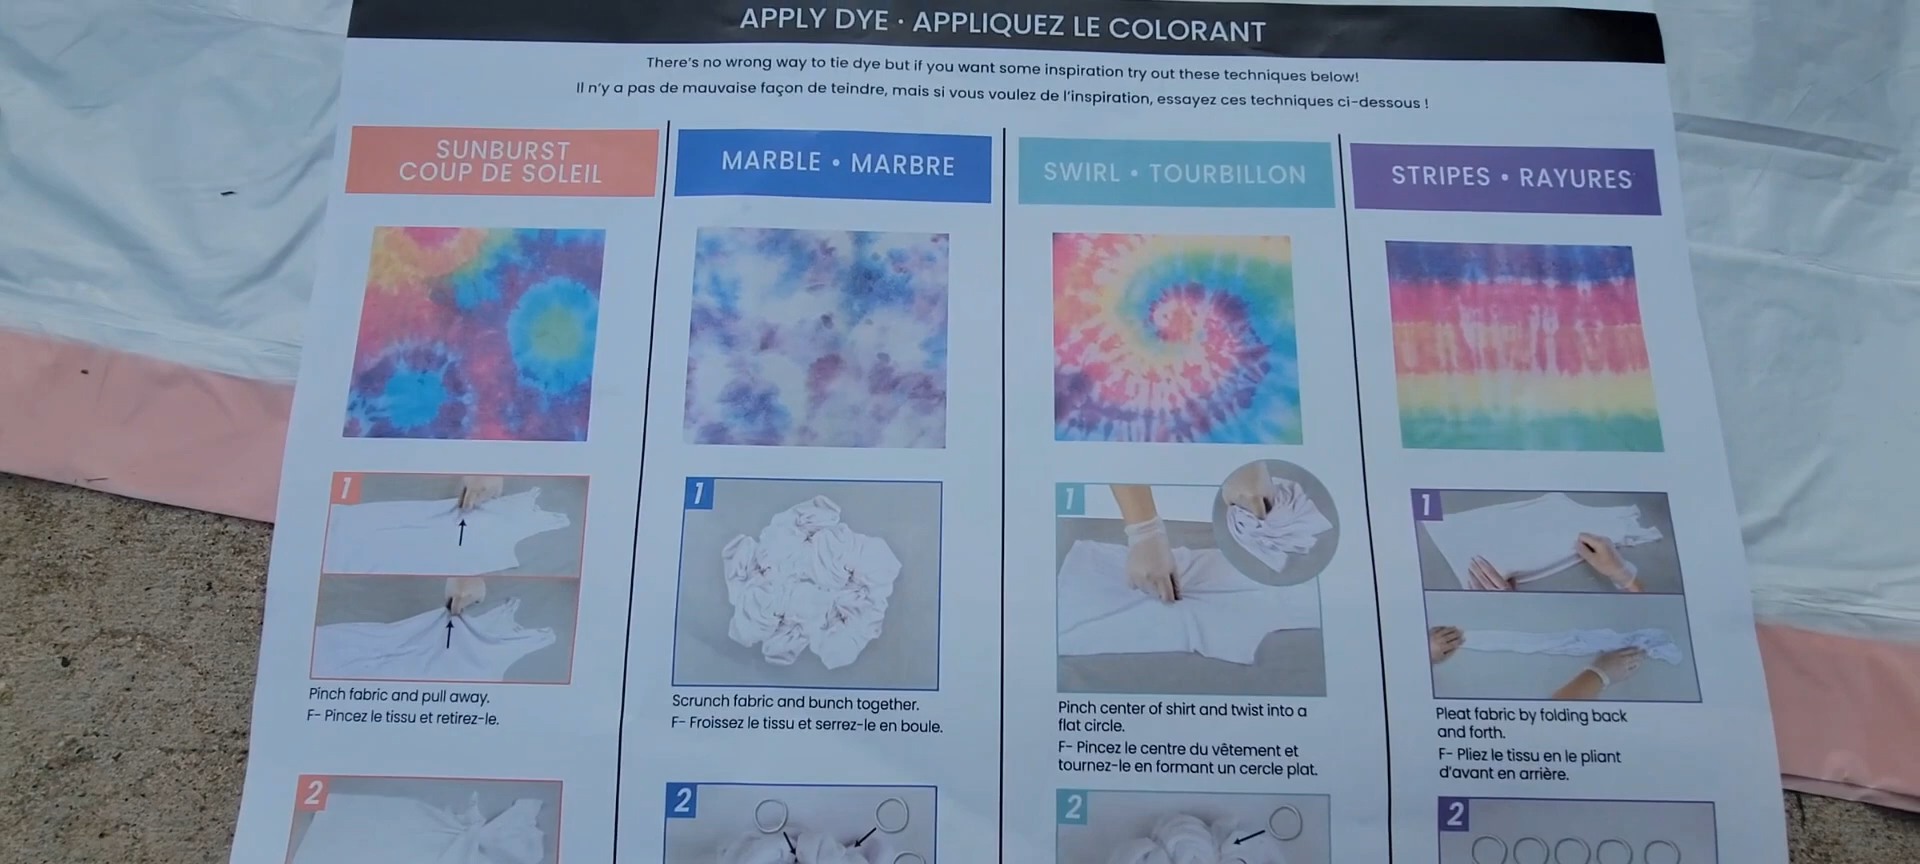 APPLY DYE · APPLIQUEZ LE COLORANT
There's no wrong way to tie dye but if you want some inspiration try out these techniques below!
Il n'y a pas de mauvaise façon de teindre, mais si vous voulez de l'inspiration, essayez ces techniques ci-dessous !
SUNBURST
COUP DE SOLEIL
1
Pinch fabric and pull away.
F- Pincez le tissu et retirez-le.
2
MARBLE • MARBRE
1
Scrunch fabric and bunch together.
F- Froissez le tissu et serrez-le en boule.
2
SWIRL • TOURBILLON
1
Pinch center of shirt and twist into a
flat circle.
F- Pincez le centre du vêtement et
tournez-le en formant un cercle plat.
2
STRIPES • RAYURES
1
Pleat fabric by folding back
and forth.
F- Pliez le tissu en le pliant
d'avant en arrière.
2